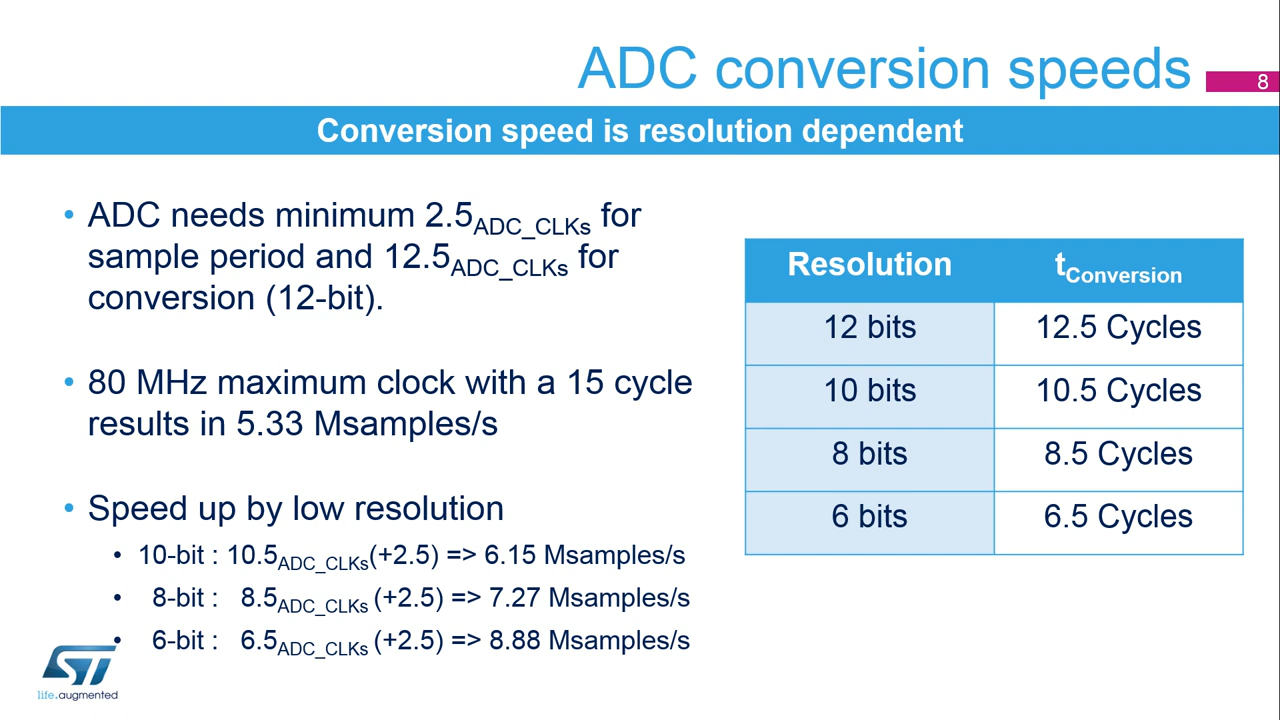 ADC conversion speeds
8
Conversion speed is resolution dependent
• ADC needs minimum 2.5ADC_CLKs for
sample period and 12.5ADC_CLKs for
conversion (12-bit).
• 80 MHz maximum clock with a 15 cycle
results in 5.33 Msamples/s
• Speed up by low resolution
• 10-bit : 10.5ADC_CLKs(+2.5) => 6.15 Msamples/s
• 8-bit : 8.5ADC_CLKs (+2.5) => 7.27 Msamples/s
• 6-bit : 6.5ADC_CLKs (+2.5) => 8.88 Msamples/s
Resolution tConversion
12 bits 12.5 Cycles
10 bits 10.5 Cycles
8 bits 8.5 Cycles
6 bits 6.5 Cycles
ST
life.augmented